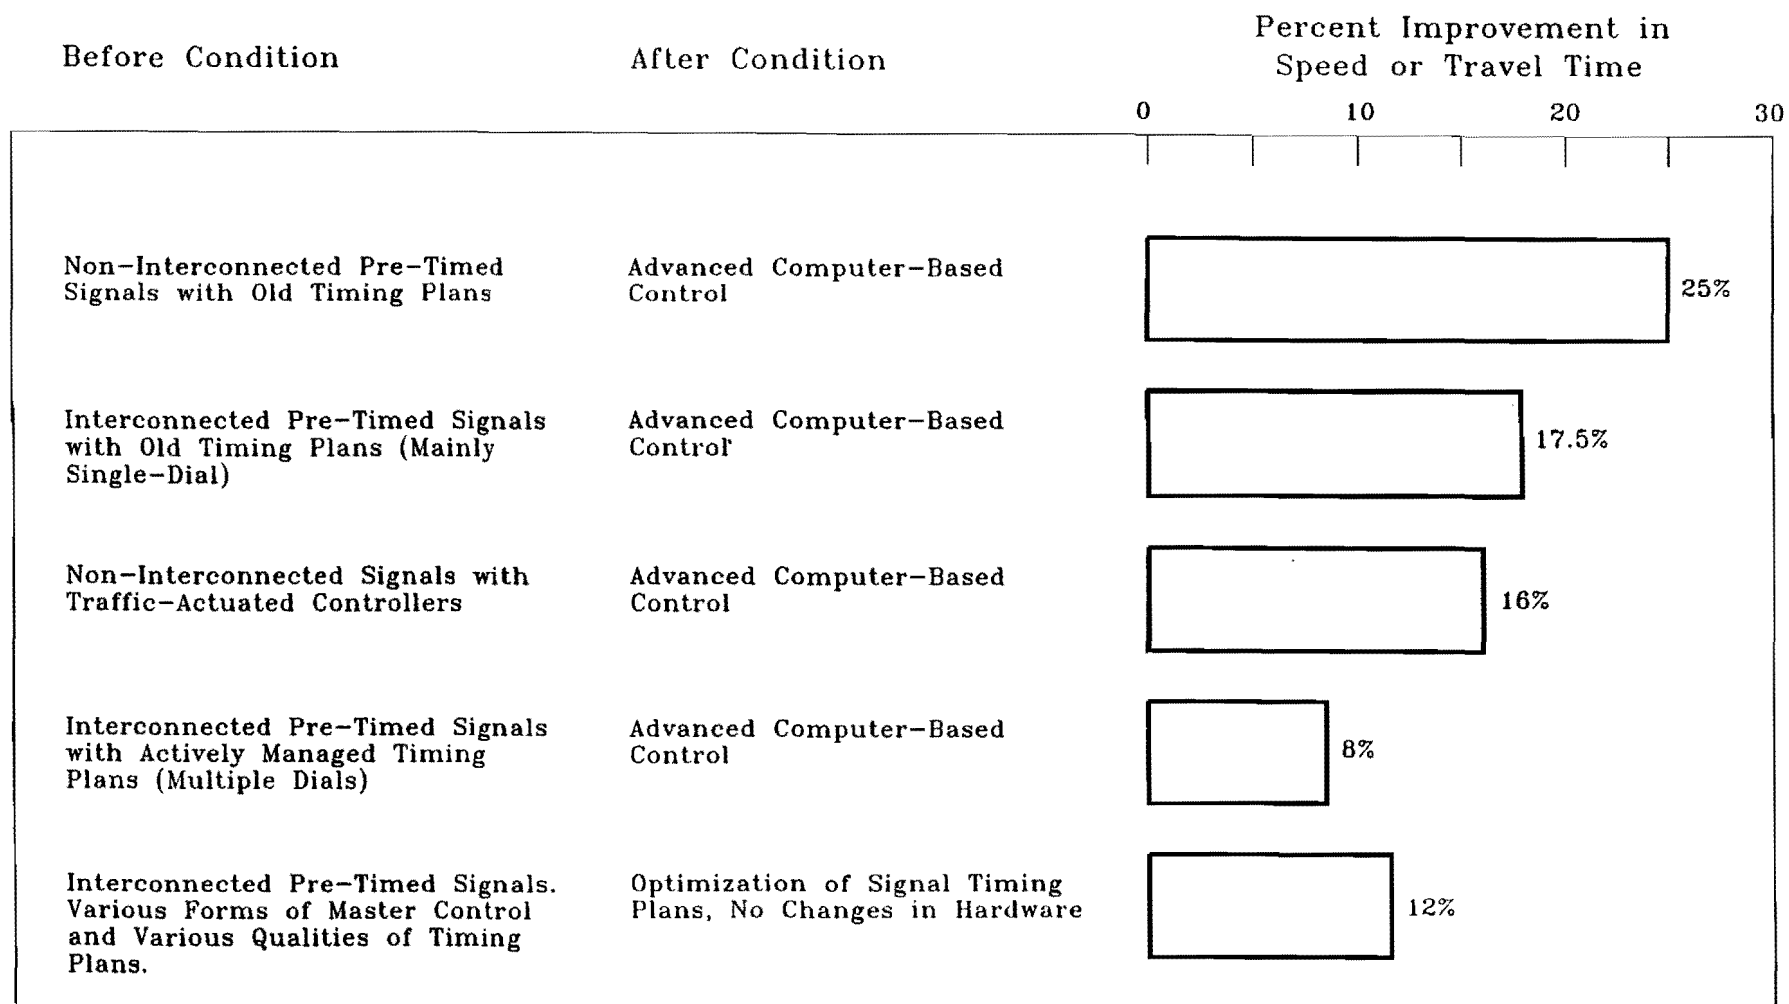 Before Condition
After Condition
Percent Improvement in
Speed or Travel Time
0 10 20 30
Non-Interconnected Pre-Timed
Signals with Old Timing Plans
Advanced Computer-Based
Control
25%
Interconnected Pre-Timed Signals
with Old Timing Plans (Mainly
Single-Dial)
Advanced Computer-Based
Control
17.5%
Non-Interconnected Signals with
Traffic-Actuated Controllers
Advanced Computer-Based
Control
16%
Interconnected Pre-Timed Signals
with Actively Managed Timing
Plans (Multiple Dials)
Advanced Computer-Based
Control
8%
Interconnected Pre-Timed Signals.
Various Forms of Master Control
and Various Qualities of Timing
Plans.
Optimization of Signal Timing
Plans, No Changes in Hardware
12%